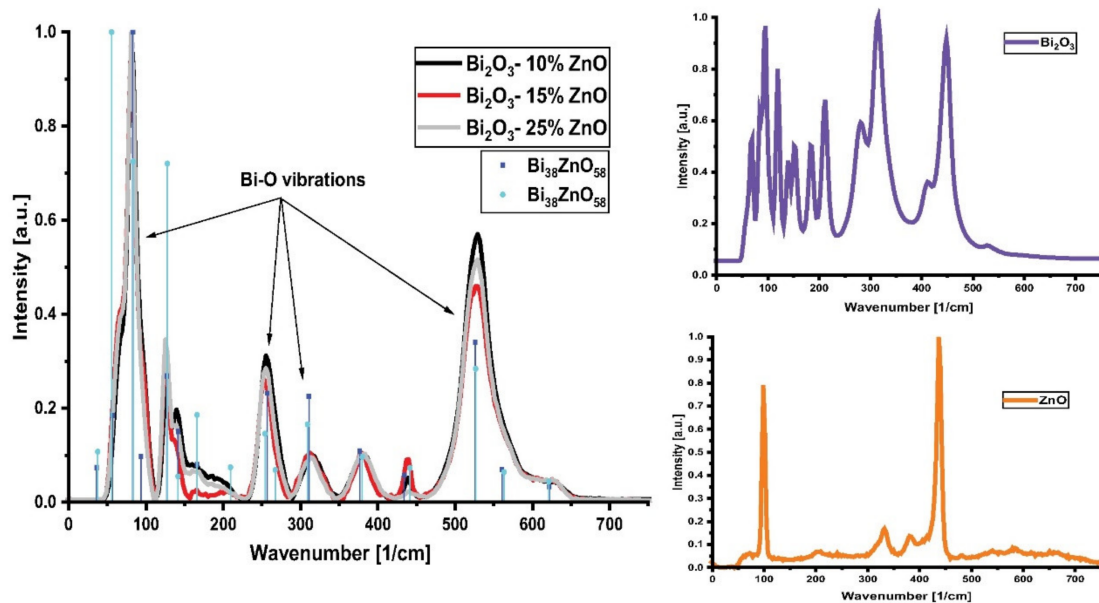 Intensity [a.u.]
1.0
0.8
0.6
0.4
0.2
0.0
0 100 200 300 400 500 600 700
Wavenumber [1/cm]
Bi₂O₃- 10% ZnO
Bi₂O₃- 15% ZnO
Bi₂O₃- 25% ZnO
Bi₃₈ZnO₅₈
Bi₃₈ZnO₅₈
Bi-O vibrations
Intensity [a.u.]
1.0
0.8
0.6
0.4
0.2
0.0
0 100 200 300 400 500 600 700
Wavenumber [1/cm]
Bi₂O₃
Intensity [a.u.]
1.0
0.9
0.8
0.7
0.6
0.5
0.4
0.3
0.2
0.1
0.0
0 100 200 300 400 500 600 700
Wavenumber [1/cm]
ZnO